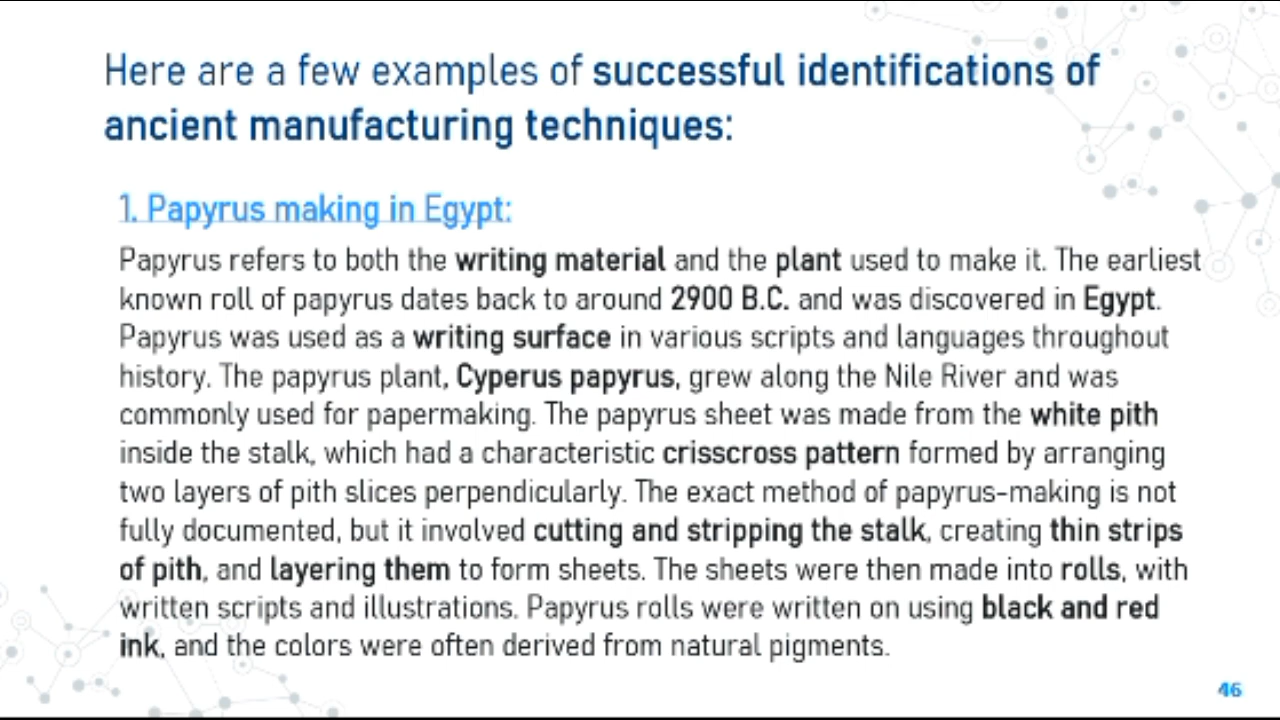 Here are a few examples of successful identifications of
ancient manufacturing techniques:
1. Papyrus making in Egypt:
Papyrus refers to both the writing material and the plant used to make it. The earliest
known roll of papyrus dates back to around 2900 B.C. and was discovered in Egypt.
Papyrus was used as a writing surface in various scripts and languages throughout
history. The papyrus plant, Cyperus papyrus, grew along the Nile River and was
commonly used for papermaking. The papyrus sheet was made from the white pith
inside the stalk, which had a characteristic crisscross pattern formed by arranging
two layers of pith slices perpendicularly. The exact method of papyrus-making is not
fully documented, but it involved cutting and stripping the stalk, creating thin strips
of pith, and layering them to form sheets. The sheets were then made into rolls, with
written scripts and illustrations. Papyrus rolls were written on using black and red
ink, and the colors were often derived from natural pigments.
46